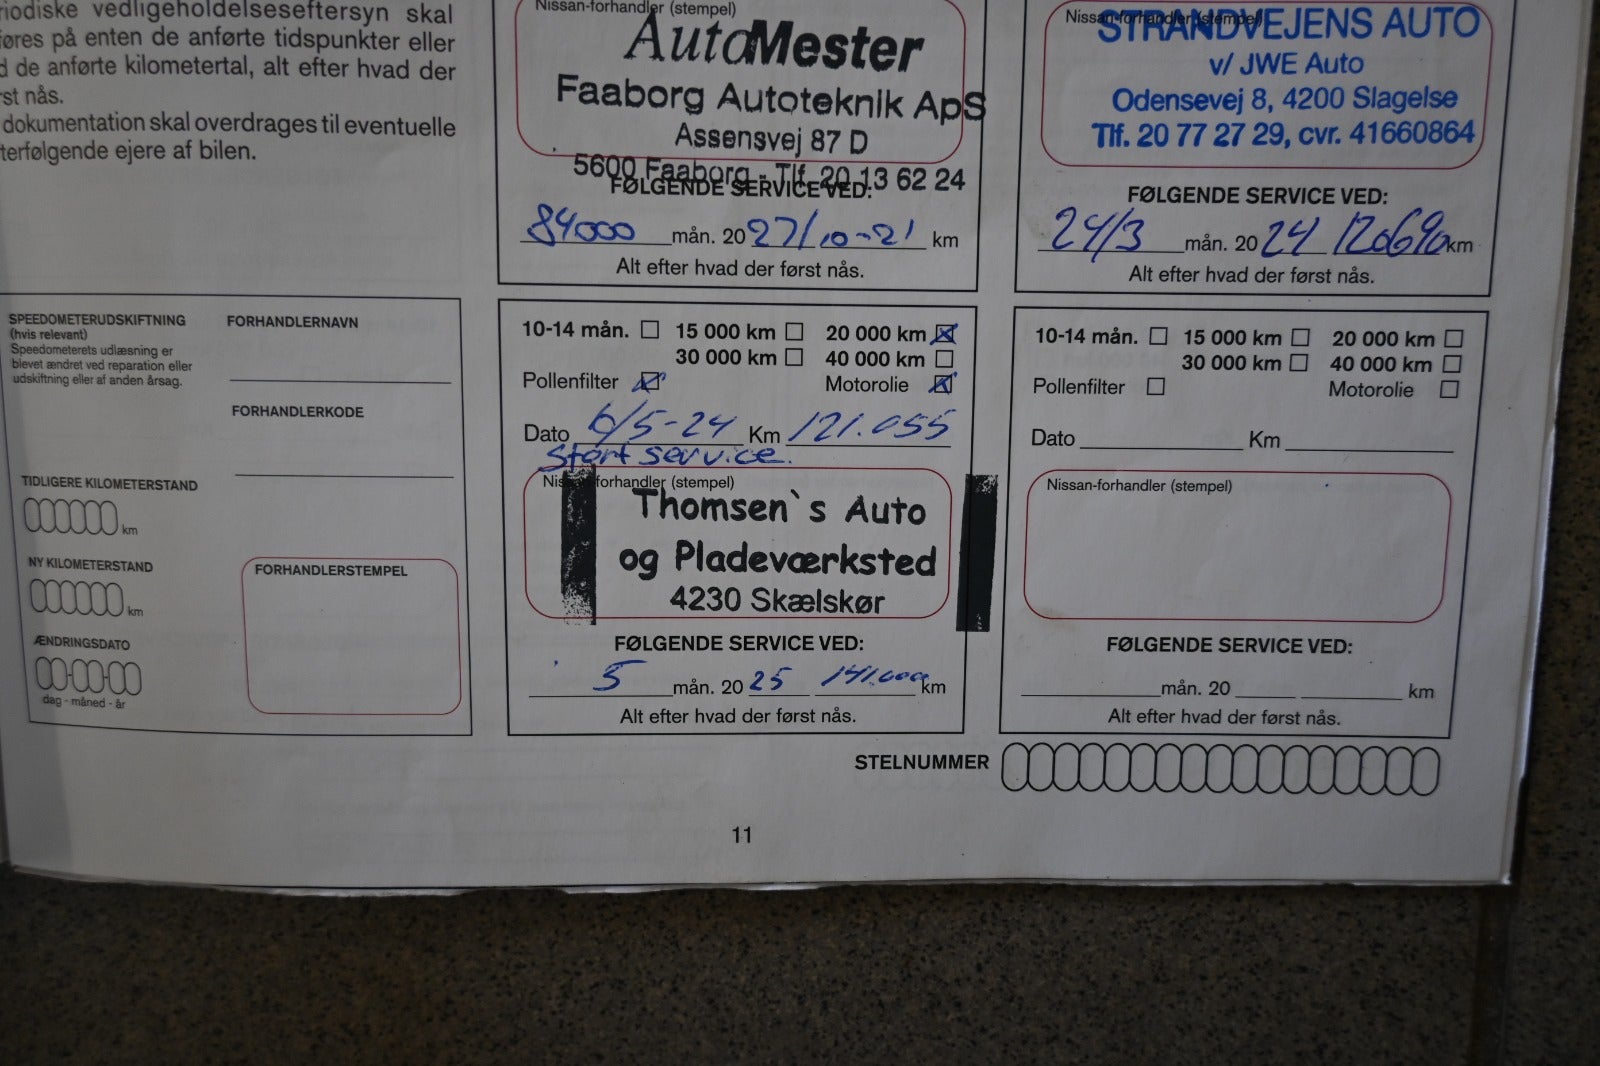 riodiske vedligeholdelseseftersyn skal
føres på enten de anførte tidspunkter eller
d de anførte kilometertal, alt efter hvad der
rst nås.
dokumentation skal overdrages til eventuelle
terfølgende ejere af bilen.
SPEEDOMETERUDSKIFTNING
(hvis relevant)
Speedometerets udlæsning er
blevet ændret ved reparation eller
udskiftning eller af anden årsag.
FORHANDLERNAVN
FORHANDLERKODE
TIDLIGERE KILOMETERSTAND
km
NY KILOMETERSTAND
km
ÆNDRINGSDATO
dag - måned - år
FORHANDLERSTEMPEL
Nissan-forhandler (stempel)
AutoMester
Faaborg Autoteknik ApS
Assensvej 87 D
5600 Faaborg - Tlf. 20 13 62 24
FØLGENDE SERVICE VED:
84000 mån. 20 27/10-21 km
Alt efter hvad der først nås.
10-14 mån. 15 000 km 20 000 km
30 000 km 40 000 km
Pollenfilter Motorolie
Dato 6/5-24 Km 121.055
Stort service.
Nissan-forhandler (stempel)
Thomsen`s Auto
og Pladeværksted
4230 Skælskør
FØLGENDE SERVICE VED:
5 mån. 20 25 141.000 km
Alt efter hvad der først nås.
Nissan-forhandler (stempel)
STRANDVEJENS AUTO
v/ JWE Auto
Odensevej 8, 4200 Slagelse
Tlf. 20 77 27 29, cvr. 41660864
FØLGENDE SERVICE VED:
24/3 mån. 20 24 120690 km
Alt efter hvad der først nås.
10-14 mån. 15 000 km 20 000 km
30 000 km 40 000 km
Pollenfilter Motorolie
Dato Km
Nissan-forhandler (stempel)
FØLGENDE SERVICE VED:
mån. 20 km
Alt efter hvad der først nås.
STELNUMMER
11